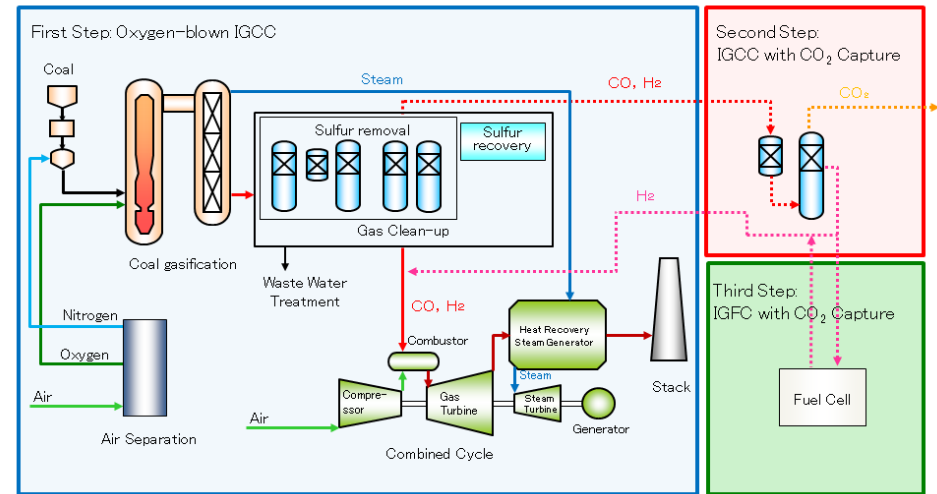 First Step: Oxygen-blown IGCC
Second Step:
IGCC with CO₂ Capture
Coal
Steam
CO, H₂
CO₂
Sulfur removal
Sulfur
recovery
H₂
Gas Clean-up
Coal gasification
Waste Water
Treatment
CO, H₂
Third Step:
IGFC with CO₂ Capture
Nitrogen
Heat Recovery
Steam Generator
Combustor
Oxygen
Steam
Stack
Compre-
ssor
Gas
Turbine
Steam
Turbine
Fuel Cell
Air
Air
Generator
Air Separation
Combined Cycle